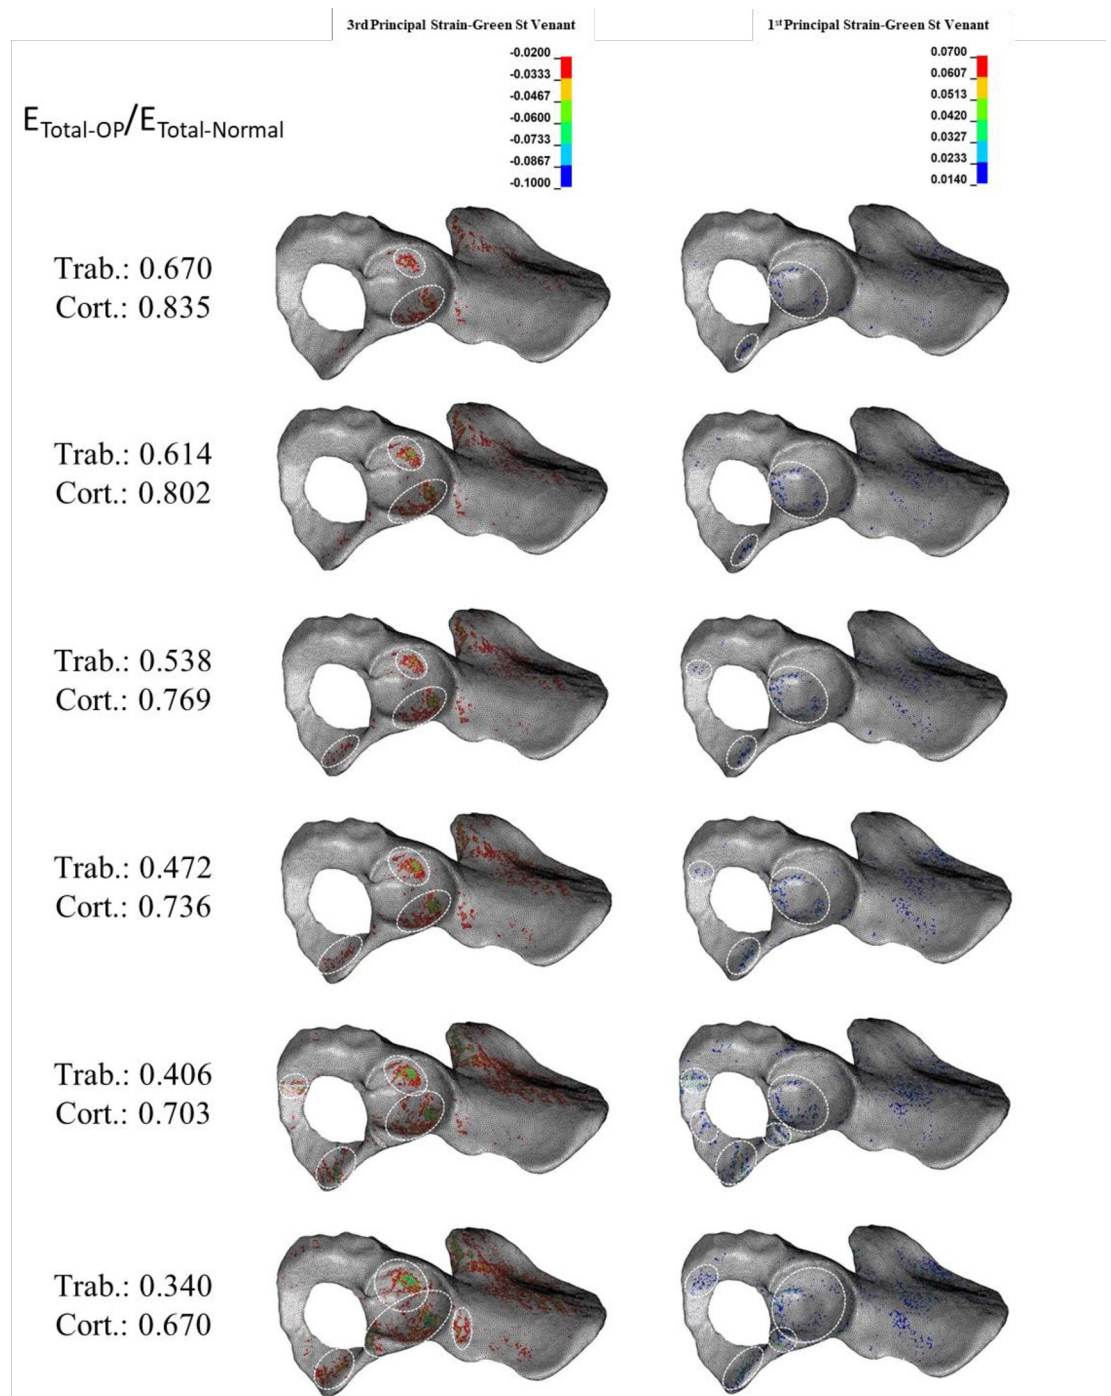 3rd Principal Strain-Green St Venant
1st Principal Strain-Green St Venant
-0.0200
-0.0333
-0.0467
-0.0600
-0.0733
-0.0867
-0.1000
0.0700
0.0607
0.0513
0.0420
0.0327
0.0233
0.0140
ETotal-OP/ETotal-Normal
Trab.: 0.670
Cort.: 0.835
Trab.: 0.614
Cort.: 0.802
Trab.: 0.538
Cort.: 0.769
Trab.: 0.472
Cort.: 0.736
Trab.: 0.406
Cort.: 0.703
Trab.: 0.340
Cort.: 0.670